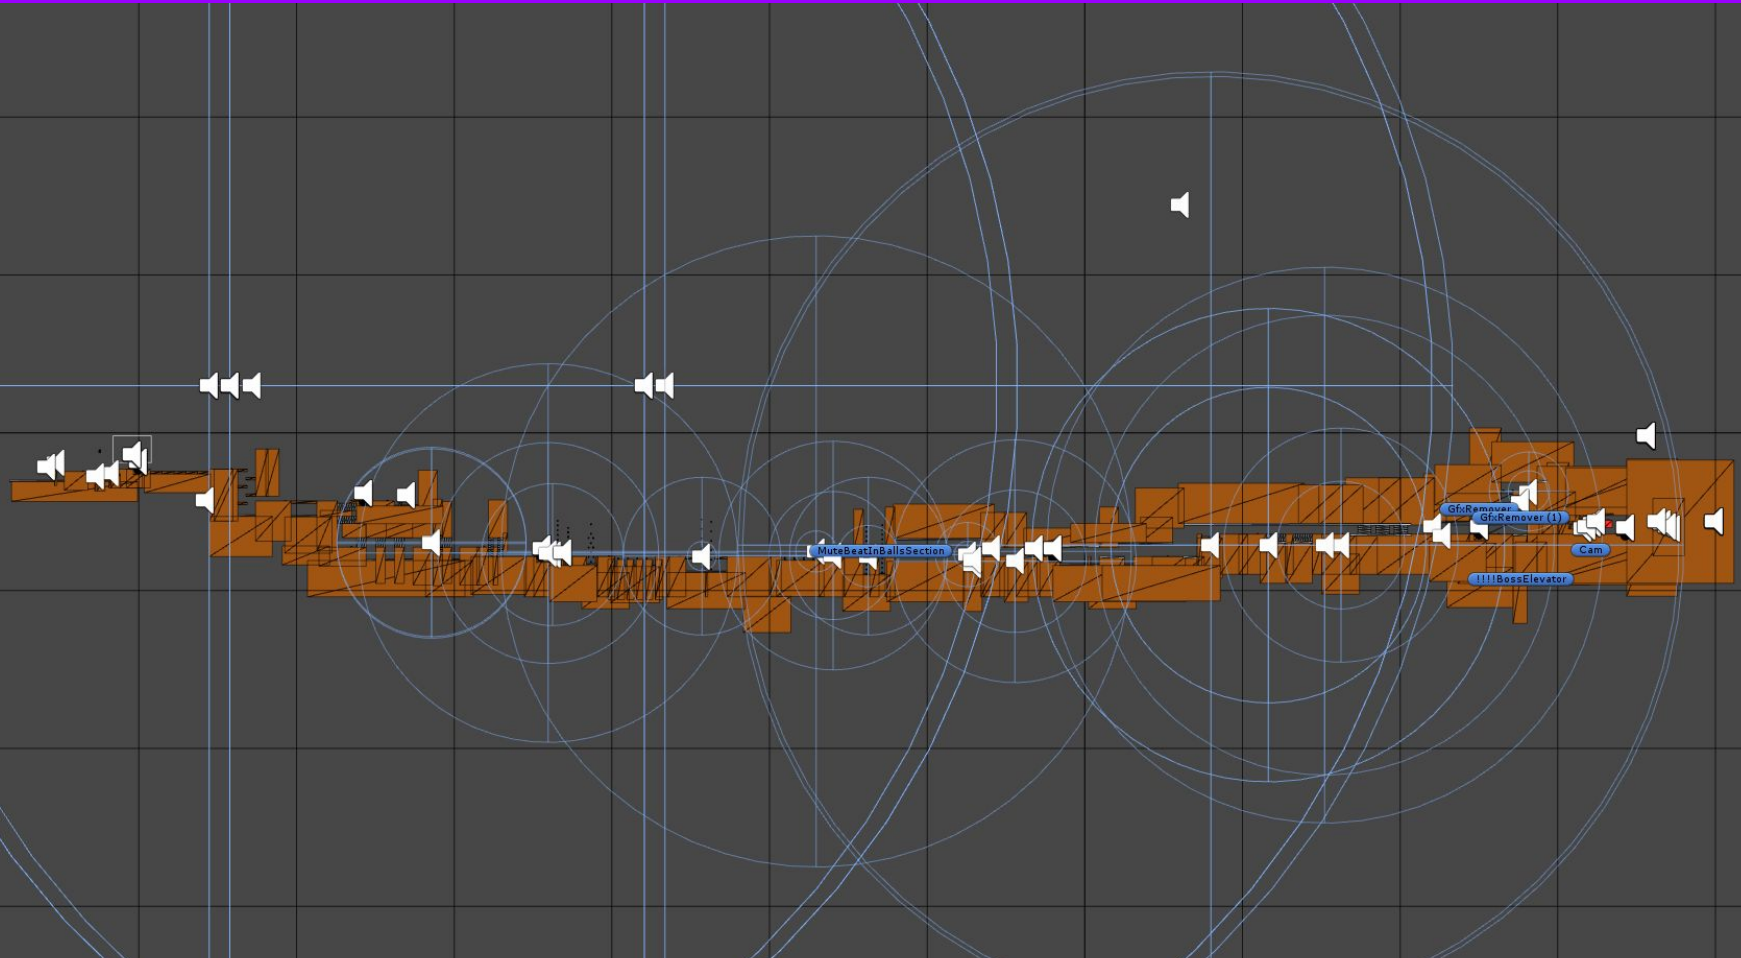 GfxRemover
GfxRemover (1)
MuteBeatInBallsSection
Cam
!!!!BossElevator